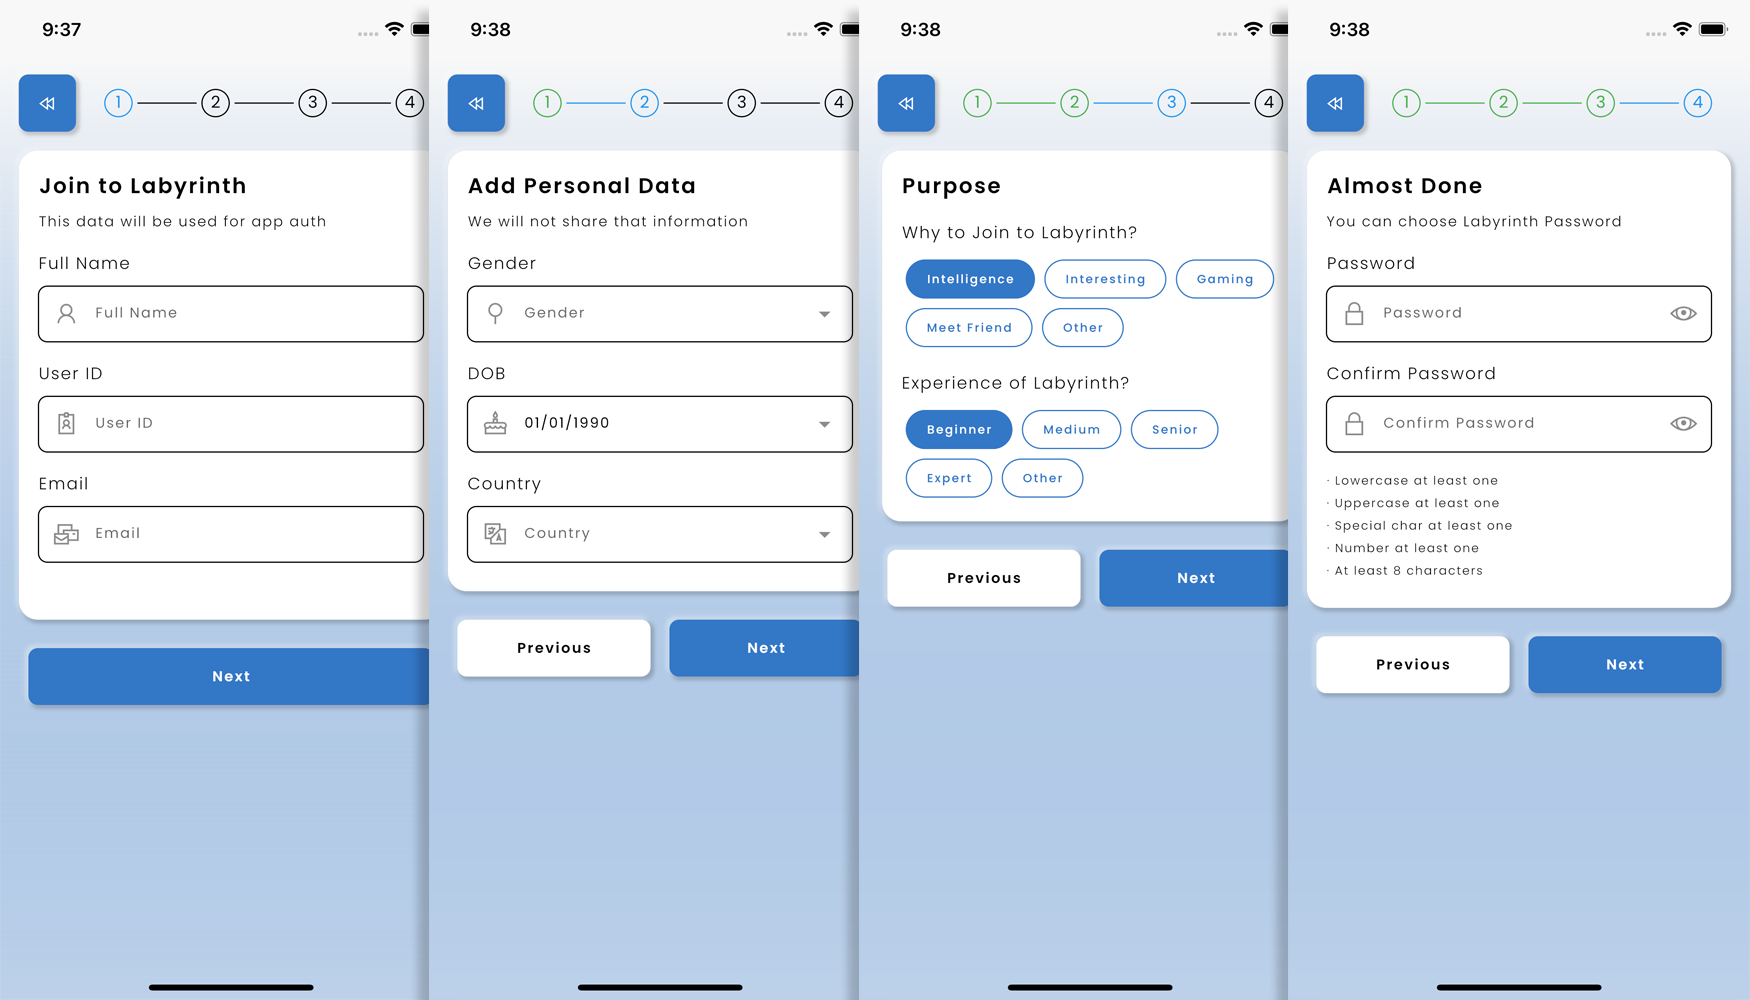 9:37
1 2 3 4
Join to Labyrinth
This data will be used for app auth
Full Name
Full Name
User ID
User ID
Email
Email
Next
9:38
1 2 3 4
Add Personal Data
We will not share that information
Gender
Gender
DOB
01/01/1990
Country
Country
Previous Next
9:38
1 2 3 4
Purpose
Why to Join to Labyrinth?
Intelligence Interesting Gaming
Meet Friend Other
Experience of Labyrinth?
Beginner Medium Senior
Expert Other
Previous Next
9:38
1 2 3 4
Almost Done
You can choose Labyrinth Password
Password
Password
Confirm Password
Confirm Password
· Lowercase at least one
· Uppercase at least one
· Special char at least one
· Number at least one
· At least 8 characters
Previous Next